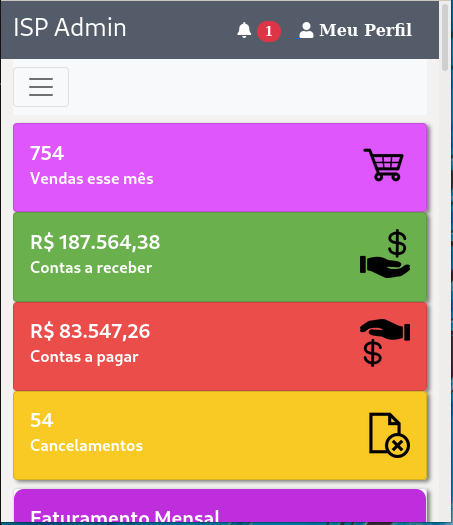 ISP Admin
1 Meu Perfil
754
Vendas esse mês
R$ 187.564,38
Contas a receber
R$ 83.547,26
Contas a pagar
54
Cancelamentos
Faturamento Mensal